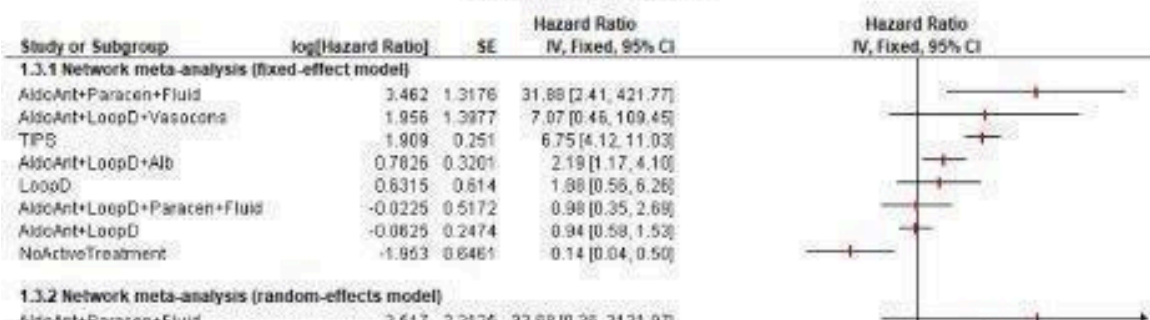 Hazard Ratio Hazard Ratio
Study or Subgroup log[Hazard Ratio] SE IV, Fixed, 95% CI IV, Fixed, 95% CI
1.3.1 Network meta-analysis (fixed-effect model)
AldoAnt+Paracen+Fluid 3.462 1.3176 31.88 [2.41, 421.77]
AldoAnt+LoopD+Vasocons 1.956 1.3977 7.07 [0.46, 109.45]
TIPS 1.909 0.251 6.75 [4.12, 11.03]
AldoAnt+LoopD+Alb 0.7826 0.3201 2.19 [1.17, 4.10]
LoopD 0.6315 0.614 1.88 [0.56, 6.26]
AldoAnt+LoopD+Paracen+Fluid -0.0225 0.5172 0.98 [0.35, 2.69]
AldoAnt+LoopD -0.0625 0.2474 0.94 [0.58, 1.53]
NoActiveTreatment -1.953 0.6461 0.14 [0.04, 0.50]
1.3.2 Network meta-analysis (random-effects model)
AldoAnt+Paracen+Fluid